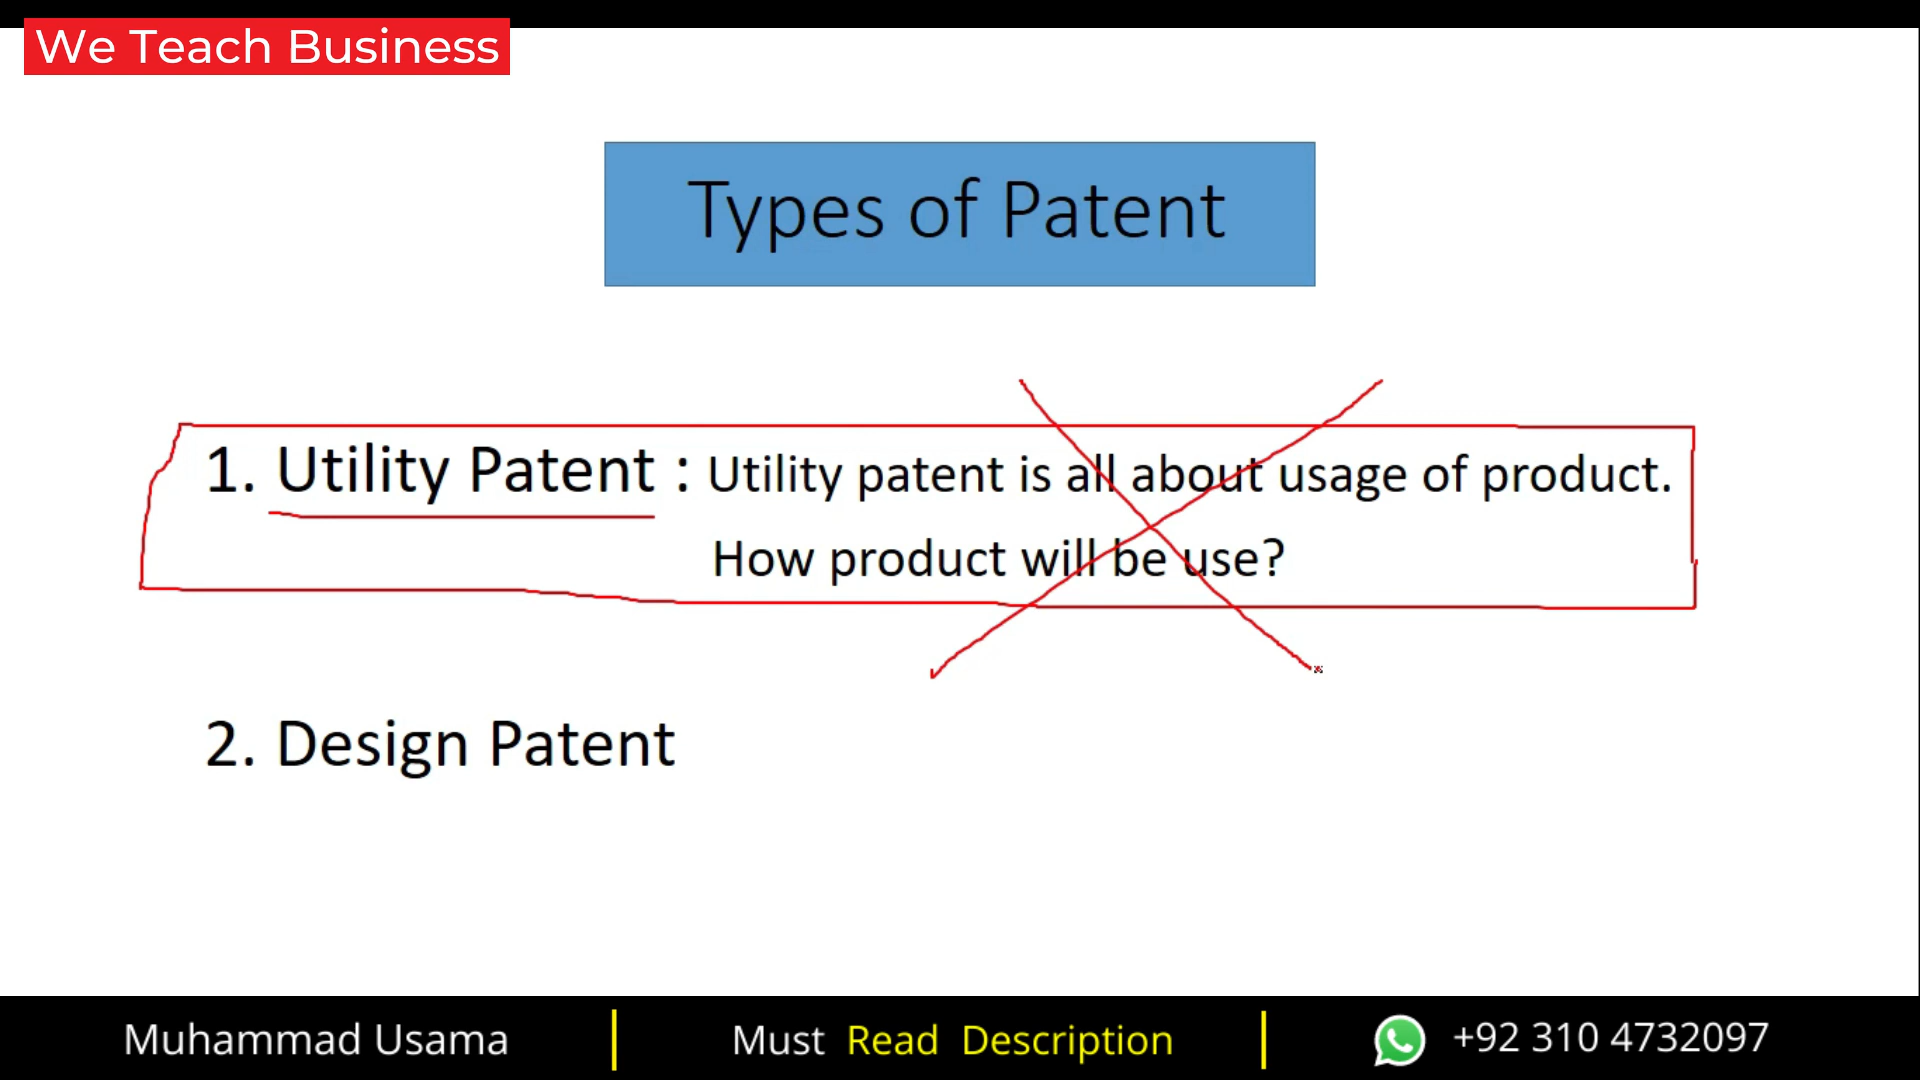 We Teach Business
Types of Patent
1. Utility Patent : Utility patent is all about usage of product.
How product will be use?
2. Design Patent
Muhammad Usama
Must Read Description
+92 310 4732097